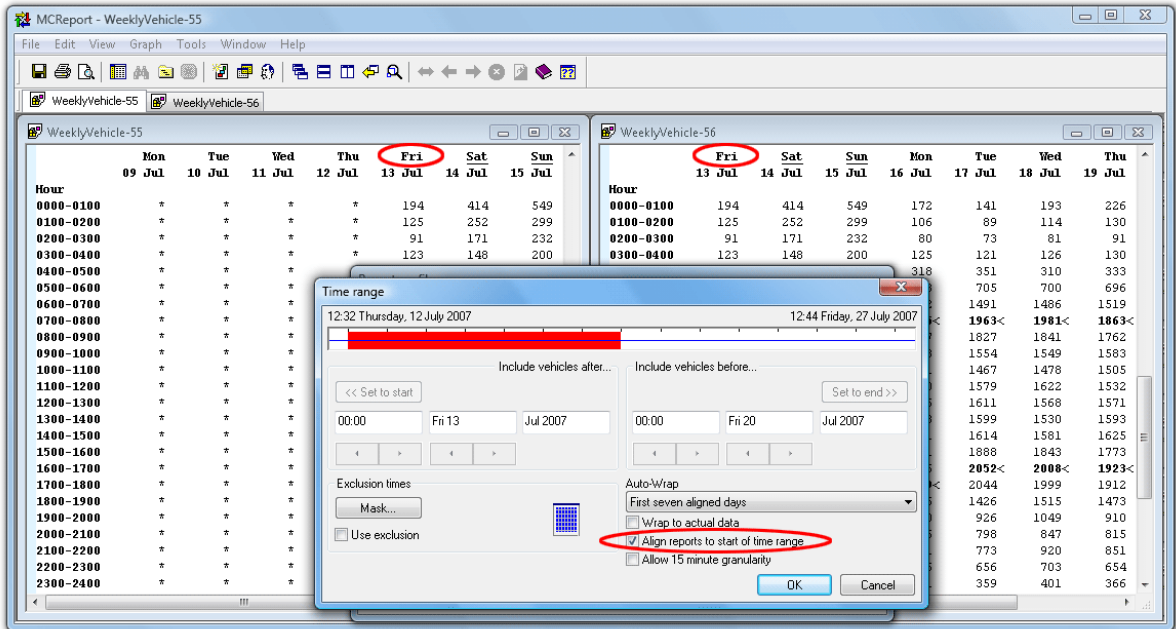 MCReport - WeeklyVehicle-55
File Edit View Graph Tools Window Help
WeeklyVehicle-55 WeeklyVehicle-56
WeeklyVehicle-55
Mon Tue Wed Thu Fri Sat Sun
09 Jul 10 Jul 11 Jul 12 Jul 13 Jul 14 Jul 15 Jul
Hour
0000-0100 * * * * 194 414 549
0100-0200 * * * * 125 252 299
0200-0300 * * * * 91 171 232
0300-0400 * * * * 123 148 200
0400-0500 * * *
0500-0600 * * *
0600-0700 * * *
0700-0800 * * *
0800-0900 * * *
0900-1000 * * *
1000-1100 * * *
1100-1200 * * *
1200-1300 * * *
1300-1400 * * *
1400-1500 * * *
1500-1600 * * *
1600-1700 * * *
1700-1800 * * *
1800-1900 * * *
1900-2000 * * *
2000-2100 * * *
2100-2200 * * *
2200-2300 * * *
2300-2400 * * *
WeeklyVehicle-56
Fri Sat Sun Mon Tue Wed Thu
13 Jul 14 Jul 15 Jul 16 Jul 17 Jul 18 Jul 19 Jul
Hour
0000-0100 194 414 549 172 141 193 226
0100-0200 125 252 299 106 89 114 130
0200-0300 91 171 232 80 73 81 91
0300-0400 123 148 200 125 121 126 130
318 351 310 333
705 700 696
1491 1486 1519
1963< 1981< 1863<
1827 1841 1762
1554 1549 1583
1467 1478 1505
1579 1622 1532
1611 1568 1571
1599 1530 1593
1614 1581 1625
1888 1843 1773
2052< 2008< 1923<
2044 1999 1912
1426 1515 1473
926 1049 910
798 847 815
773 920 851
656 703 654
359 401 366
Time range
12:32 Thursday, 12 July 2007 12:44 Friday, 27 July 2007
Include vehicles after...
<< Set to start
00:00 Fri 13 Jul 2007
Include vehicles before...
Set to end >>
00:00 Fri 20 Jul 2007
Exclusion times
Mask...
Use exclusion
Auto-Wrap
First seven aligned days
Wrap to actual data
Align reports to start of time range
Allow 15 minute granularity
OK Cancel